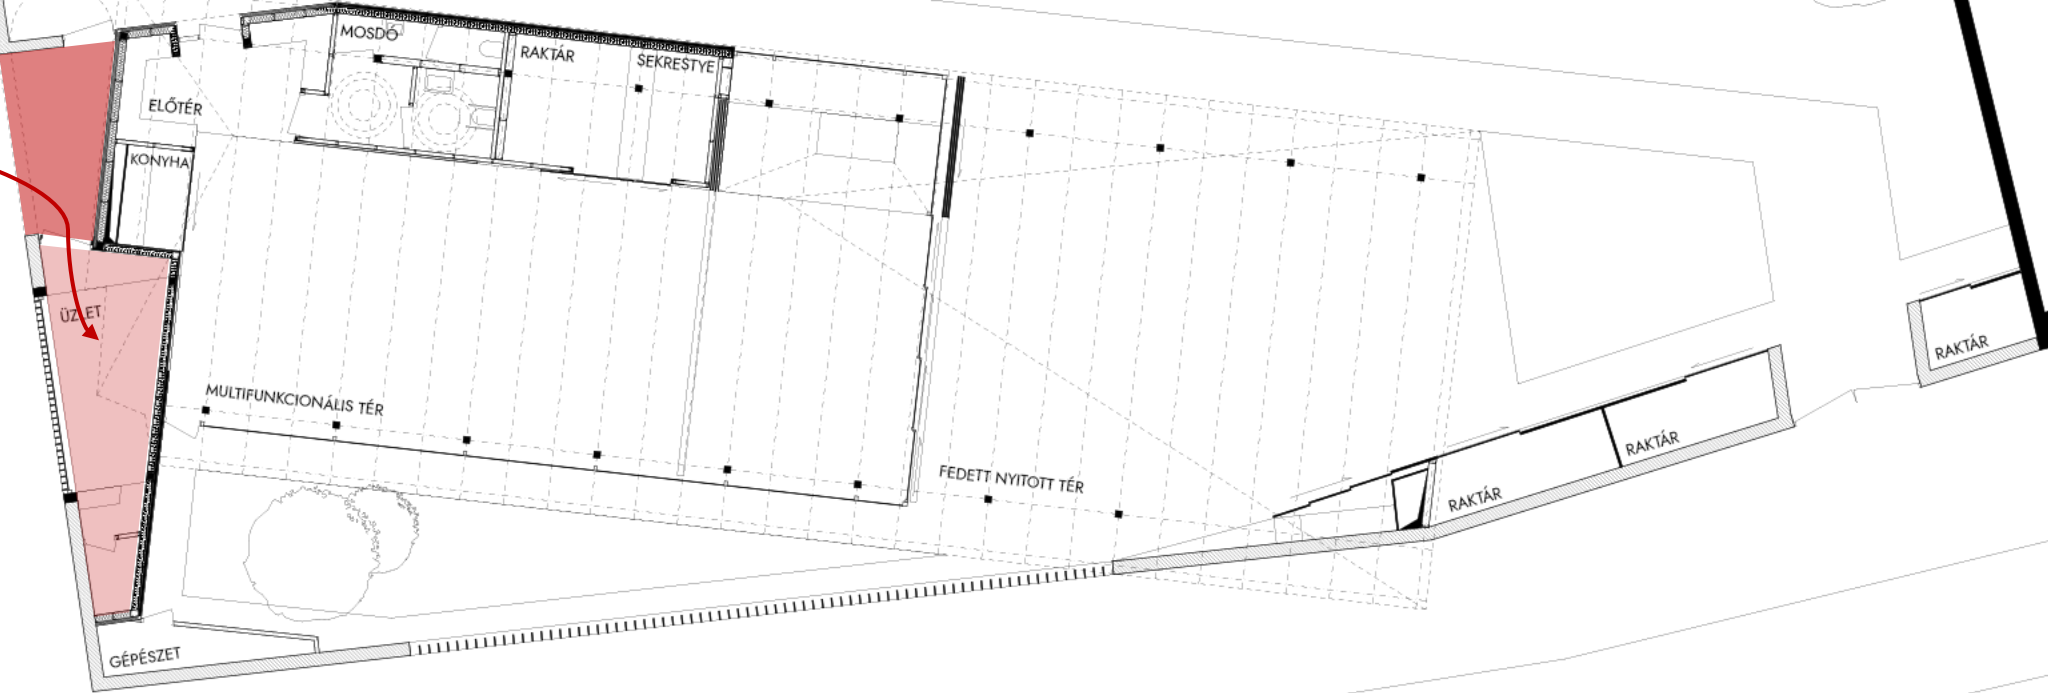 MOSDÓ
RAKTÁR
SEKRESTYE
ELŐTÉR
KONYHA
ÜZLET
MULTIFUNKCIONÁLIS TÉR
FEDETT NYITOTT TÉR
RAKTÁR
RAKTÁR
RAKTÁR
GÉPÉSZET